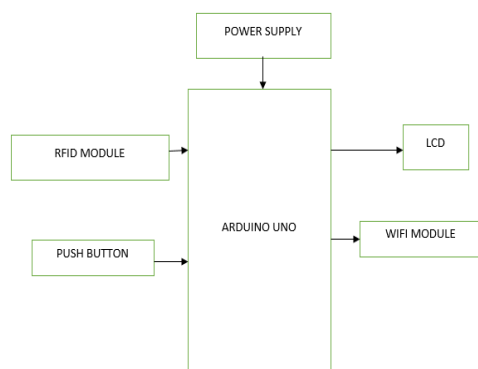 POWER SUPPLY
RFID MODULE
LCD
ARDUINO UNO
WIFI MODULE
PUSH BUTTON